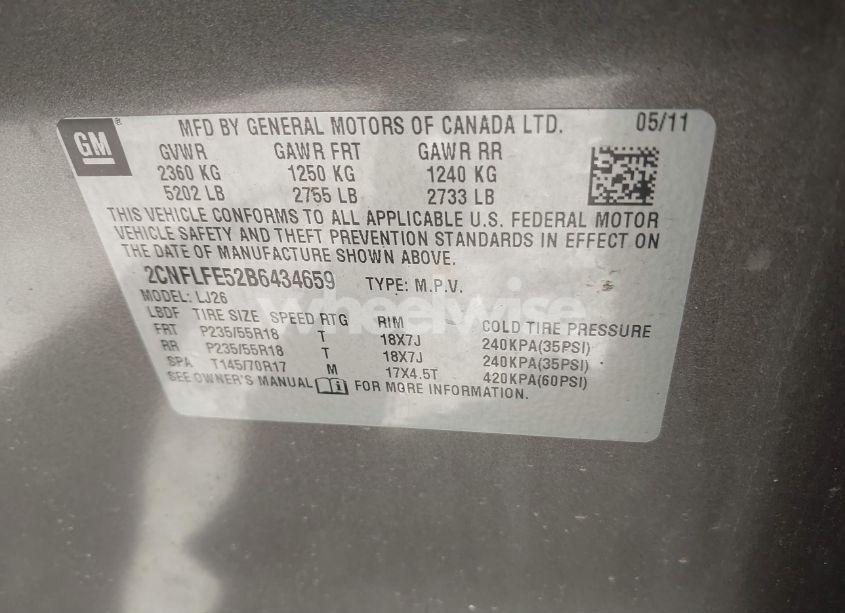 GM ® MFD BY GENERAL MOTORS OF CANADA LTD. 05/11
GVWR GAWR FRT GAWR RR
2360 KG 1250 KG 1240 KG
5202 LB 2755 LB 2733 LB
THIS VEHICLE CONFORMS TO ALL APPLICABLE U.S. FEDERAL MOTOR
VEHICLE SAFETY AND THEFT PREVENTION STANDARDS IN EFFECT ON
THE DATE OF MANUFACTURE SHOWN ABOVE.
2CNFLFE52B6434659 TYPE: M.P.V.
MODEL: LJ26
wheelwise
LBDF TIRE SIZE SPEED RTG RIM COLD TIRE PRESSURE
FRT P235/55R18 T 18X7J 240KPA(35PSI)
RR P235/55R18 T 18X7J 240KPA(35PSI)
SPA T145/70R17 M 17X4.5T 420KPA(60PSI)
SEE OWNER'S MANUAL FOR MORE INFORMATION.